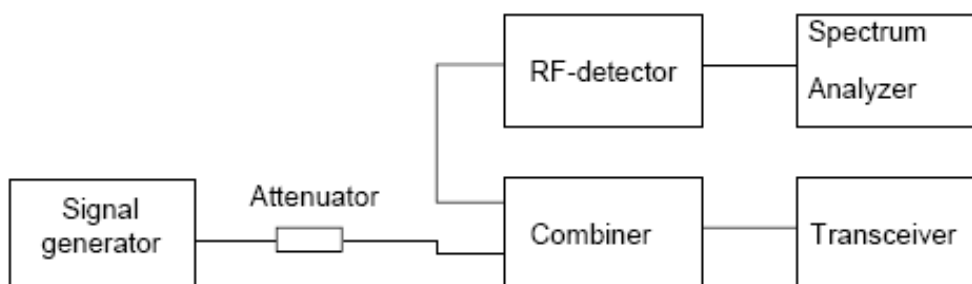 RF-detector
Spectrum
Analyzer
Signal
generator
Attenuator
Combiner
Transceiver